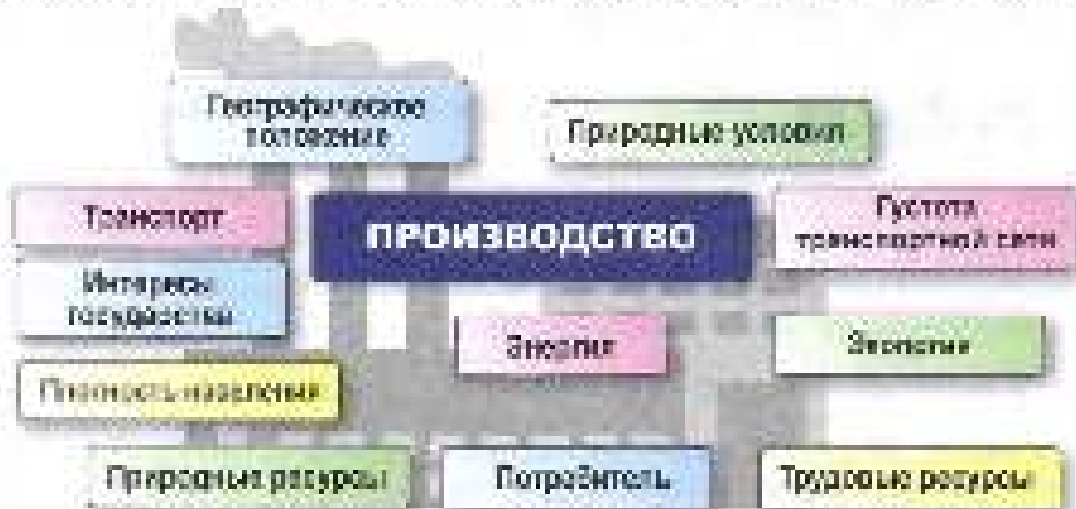 Географическое
положение
Природные условия
Транспорт
ПРОИЗВОДСТВО
Густота
транспортной сети
Интересы
государства
Энергия
Экология
Плотность населения
Природные ресурсы
Потребитель
Трудовые ресурсы